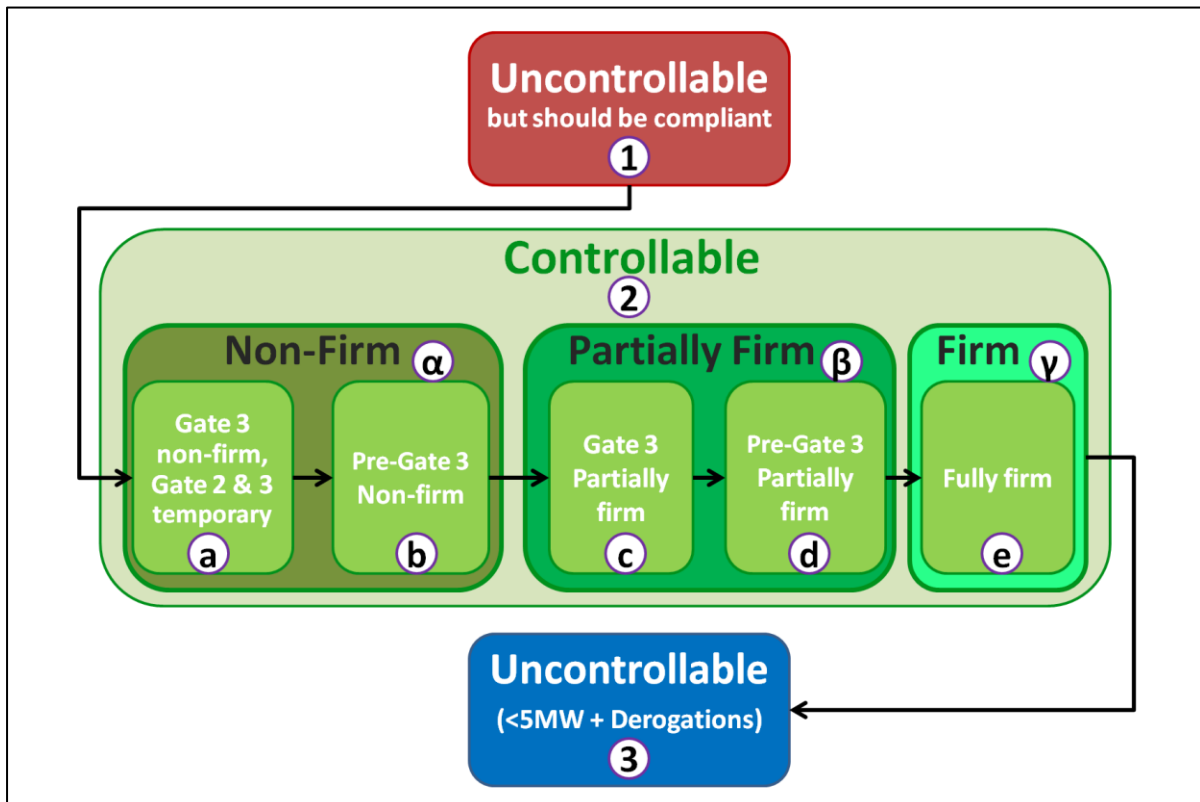 Uncontrollable
but should be compliant
1
Controllable
2
Non-Firm α
Gate 3
non-firm,
Gate 2 & 3
temporary
a
Pre-Gate 3
Non-firm
b
Partially Firm β
Gate 3
Partially
firm
c
Pre-Gate 3
Partially
firm
d
Firm γ
Fully firm
e
Uncontrollable
(<5MW + Derogations)
3